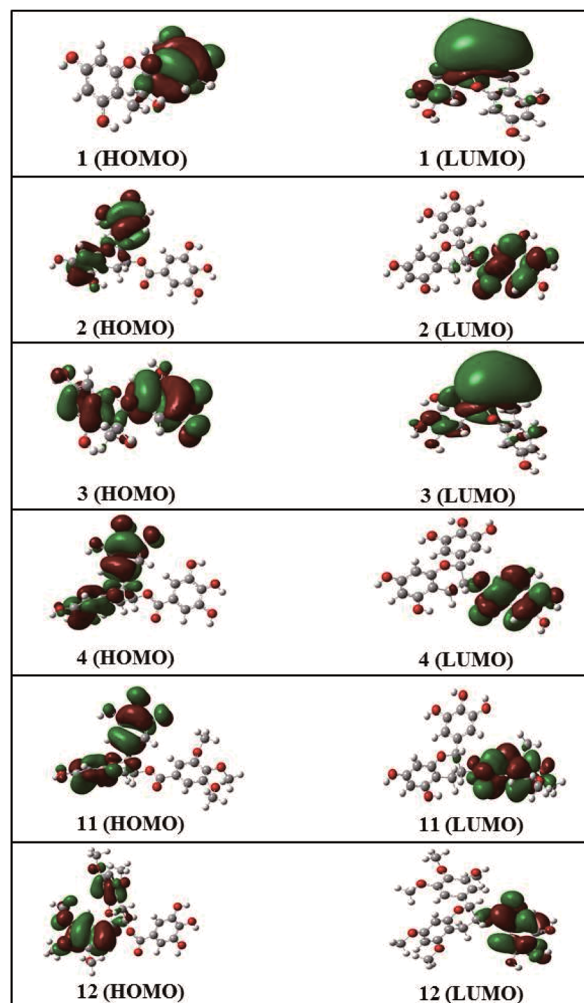 1 (HOMO)
1 (LUMO)
2 (HOMO)
2 (LUMO)
3 (HOMO)
3 (LUMO)
4 (HOMO)
4 (LUMO)
11 (HOMO)
11 (LUMO)
12 (HOMO)
12 (LUMO)